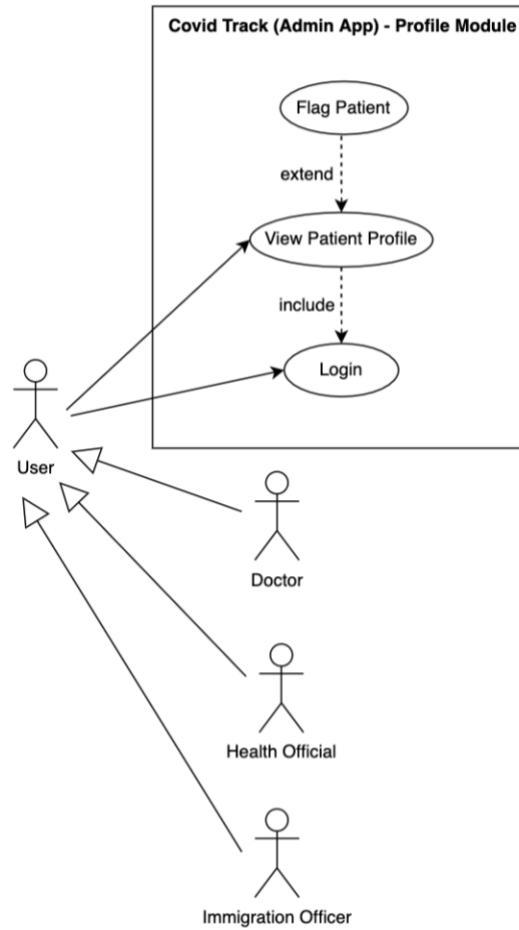 Covid Track (Admin App) - Profile Module
Flag Patient
extend
View Patient Profile
include
Login
User
Doctor
Health Official
Immigration Officer